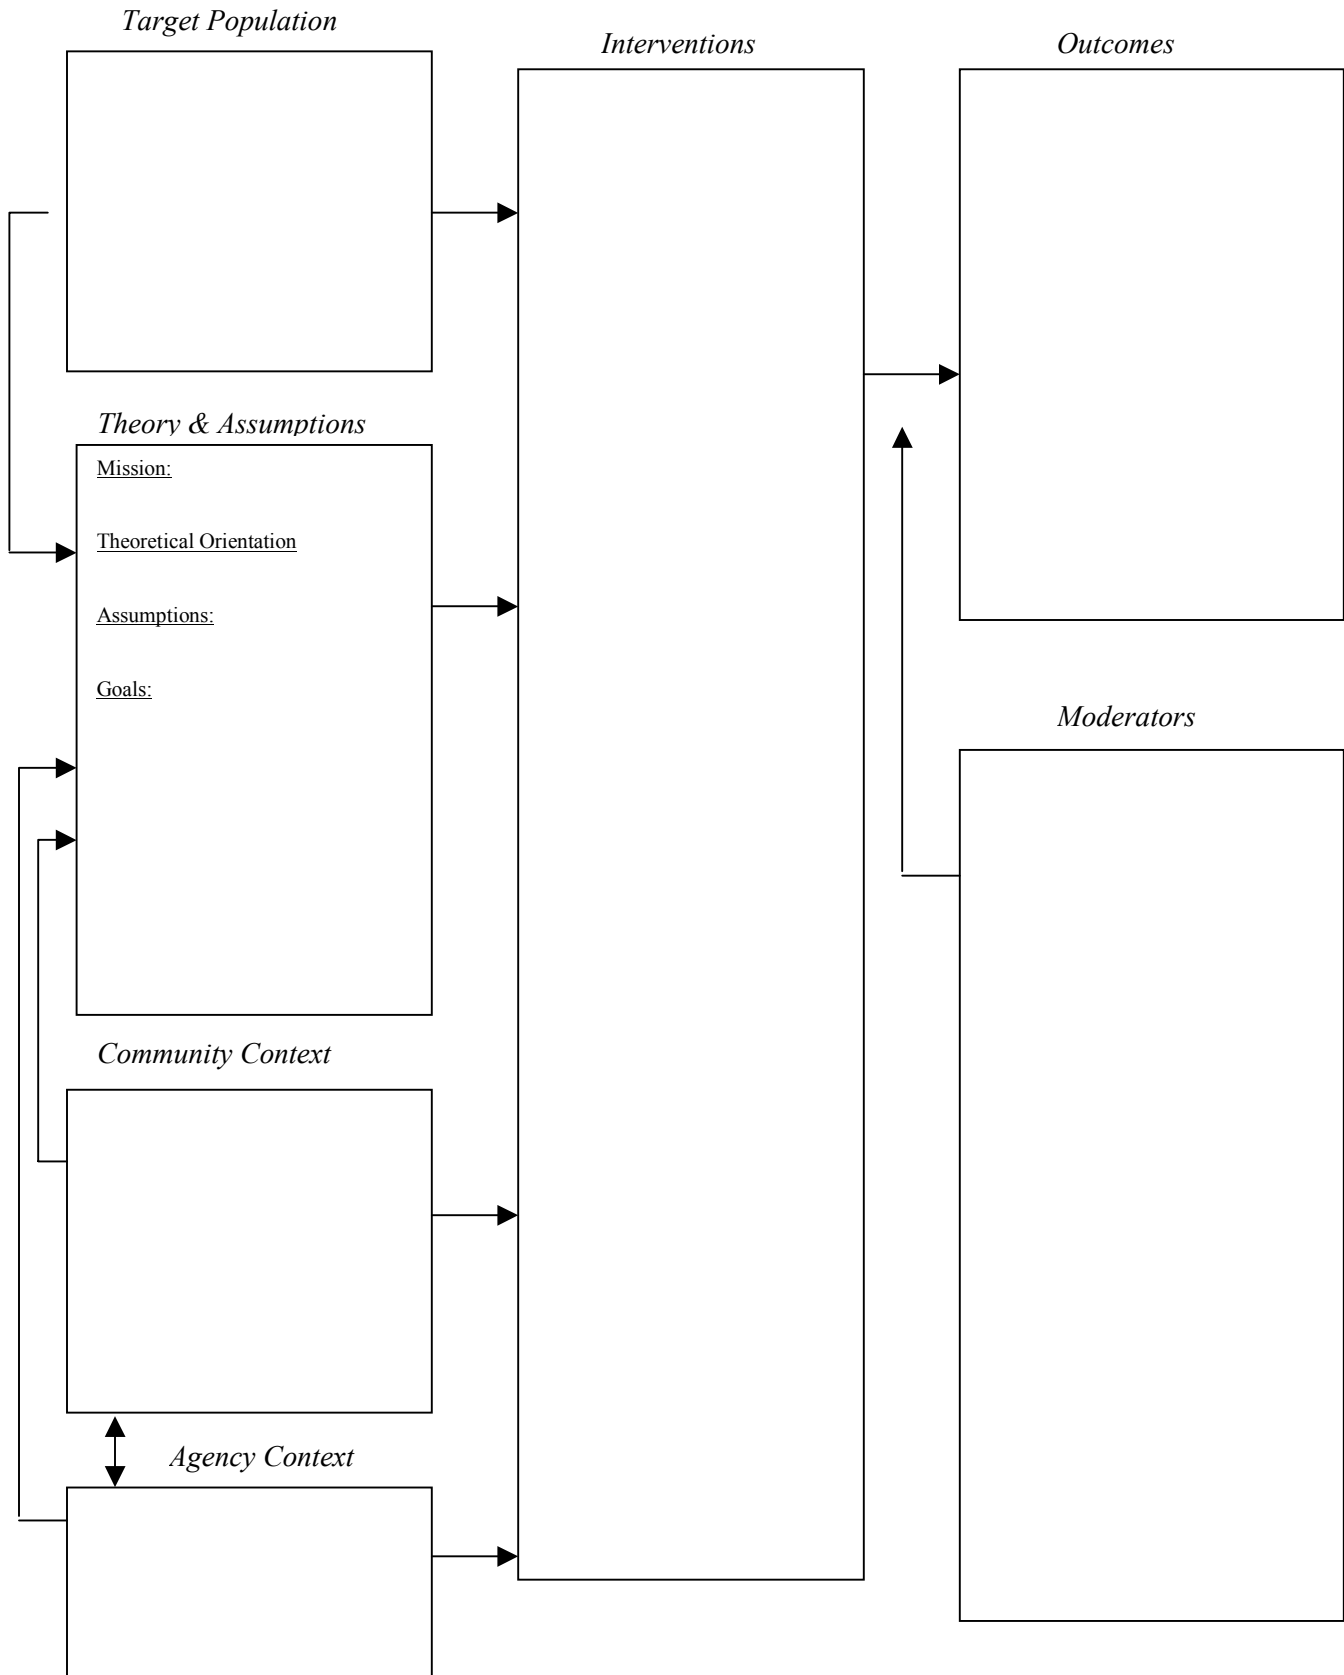 Target Population
Interventions
Outcomes
Theory & Assumptions
Mission:
Theoretical Orientation
Assumptions:
Goals:
Moderators
Community Context
Agency Context